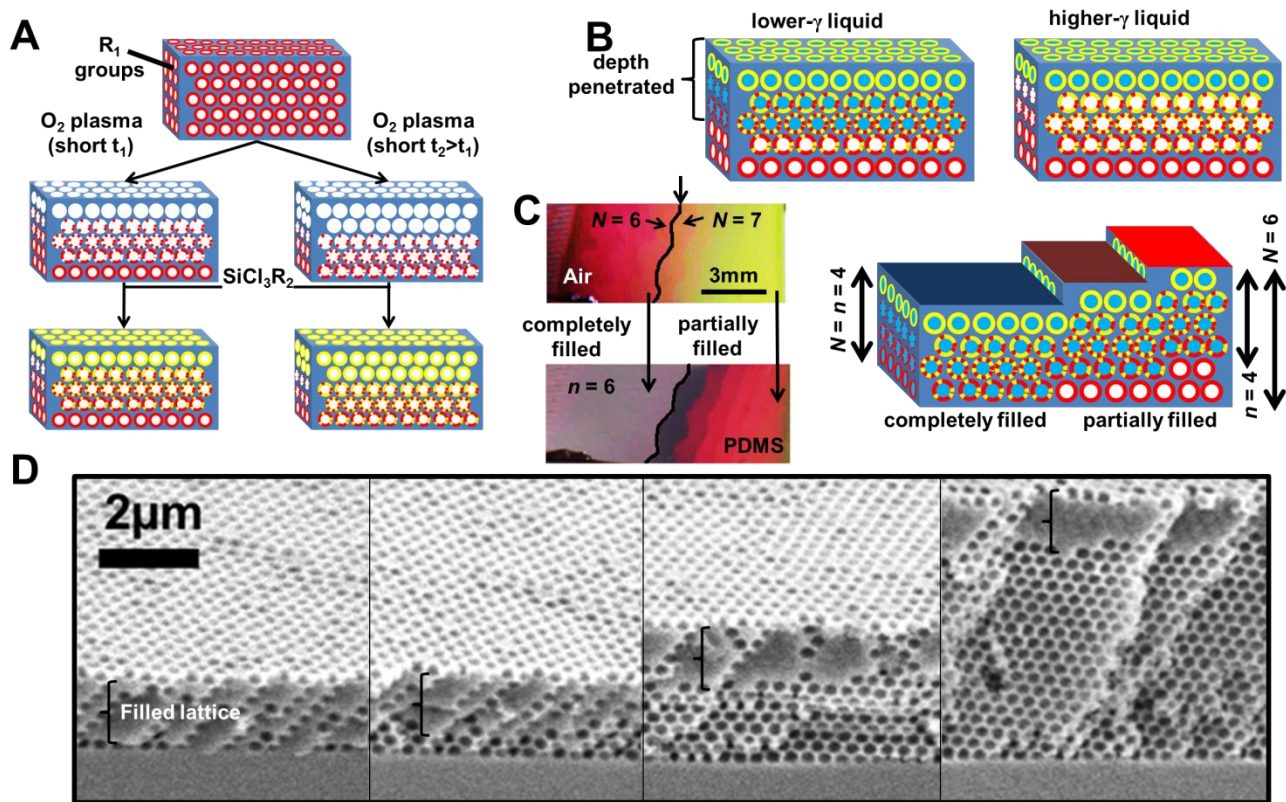 A
R₁
groups
O₂ plasma
(short t₁)
O₂ plasma
(short t₂>t₁)
SiCl₃R₂
B
lower-γ liquid
higher-γ liquid
depth
penetrated
C
N = 6
N = 7
Air
3mm
completely
filled
partially
filled
n = 6
PDMS
N = n = 4
n = 4
N = 6
completely filled
partially filled
D
2μm
Filled lattice